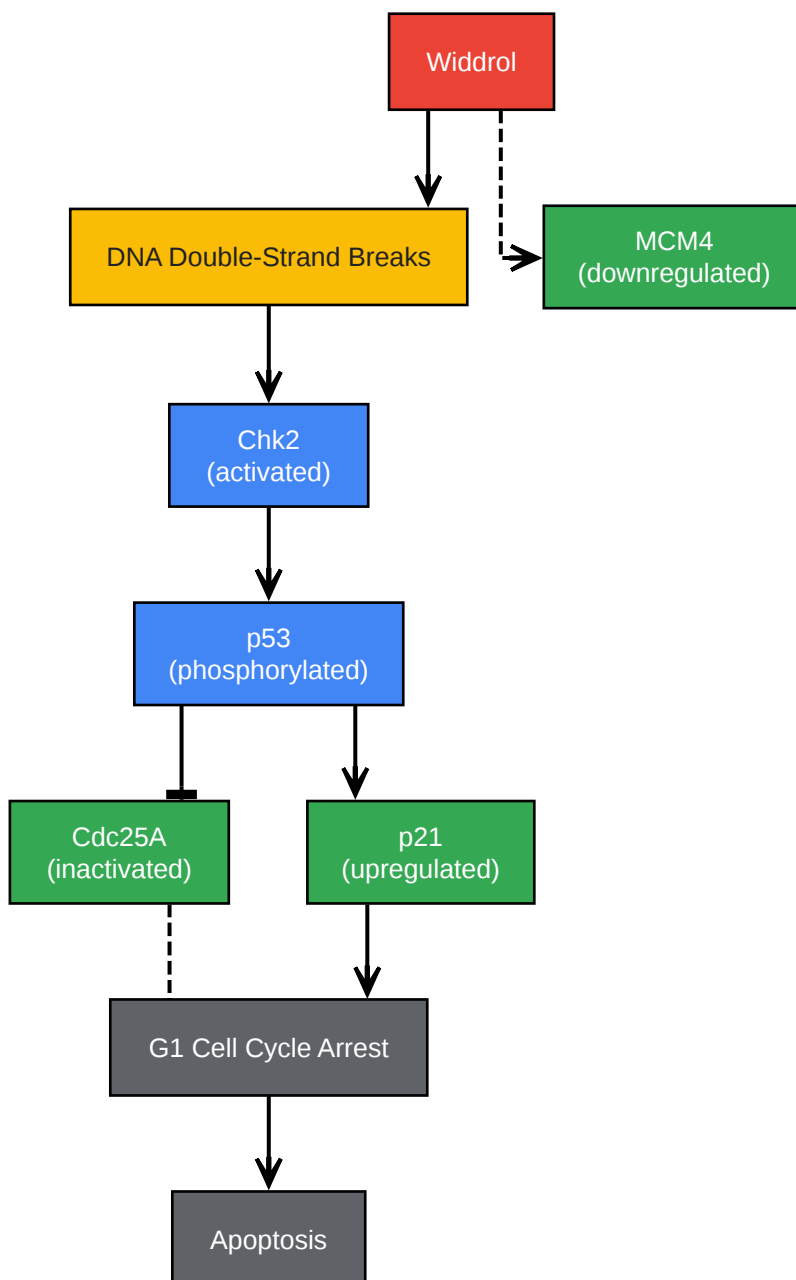 Widdrol
DNA Double-Strand Breaks
MCM4
(downregulated)
Chk2
(activated)
p53
(phosphorylated)
Cdc25A
(inactivated)
p21
(upregulated)
G1 Cell Cycle Arrest
Apoptosis